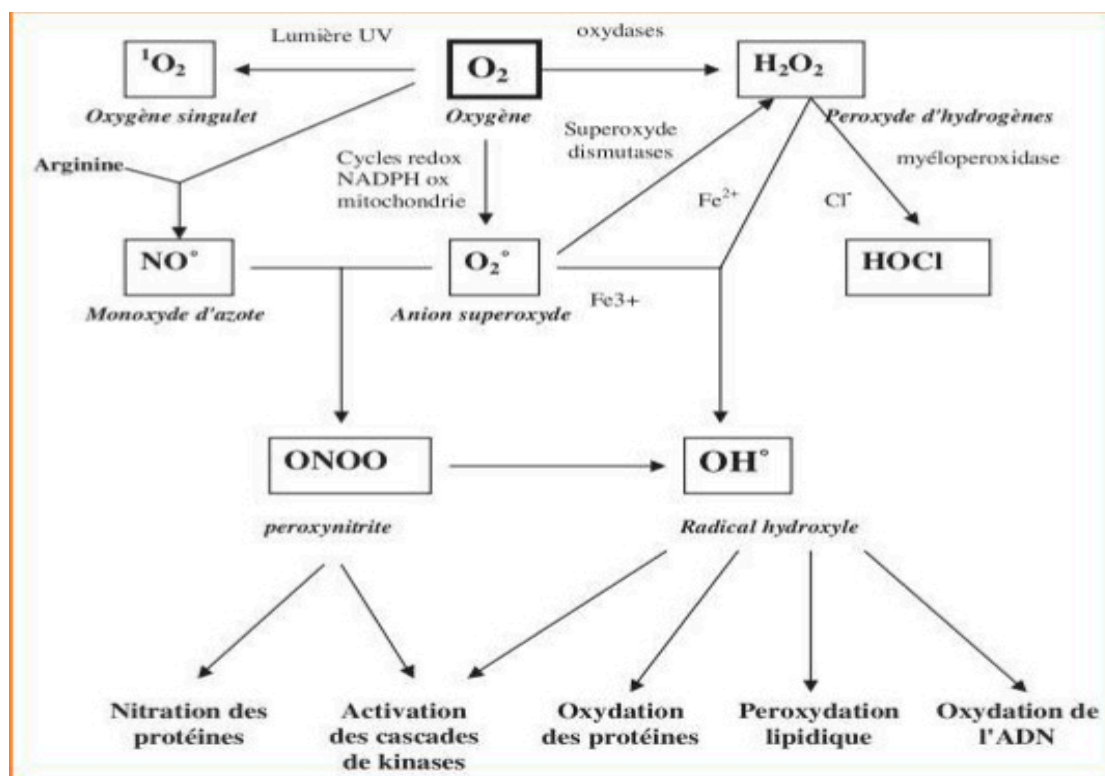 Lumière UV
oxydases
¹O₂
O₂
H₂O₂
Oxygène singulet
Oxygène
Peroxyde d'hydrogènes
Superoxyde
dismutases
Arginine
Cycles redox
NADPH ox
mitochondrie
myéloperoxidase
Fe²⁺
Cl⁻
NO°
O₂°
HOCl
Monoxyde d'azote
Anion superoxyde
Fe3+
ONOO
OH°
peroxynitrite
Radical hydroxyle
Nitration des
protéines
Activation
des cascades
de kinases
Oxydation
des protéines
Peroxydation
lipidique
Oxydation de
l'ADN